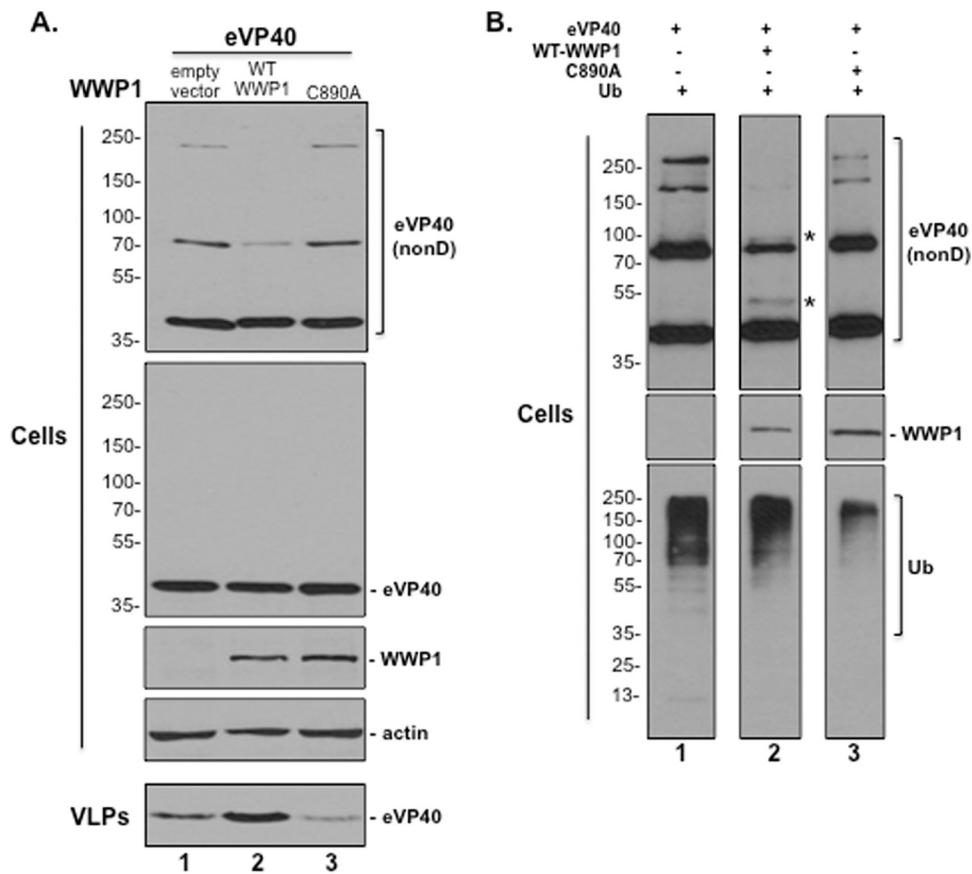 A.
eVP40
WWP1
empty
vector
WT
WWP1
C890A
Cells
250-
150-
100-
70-
55-
35-
eVP40
(nonD)
250-
150-
100-
70-
55-
35-
- eVP40
- WWP1
- actin
VLPs
- eVP40
1 2 3
B.
eVP40 + + +
WT-WWP1 - + -
C890A - - +
Ub + + +
Cells
250-
150-
100-
70-
55-
35-
*
*
eVP40
(nonD)
- WWP1
250-
150-
100-
70-
55-
35-
25-
13-
Ub
1 2 3